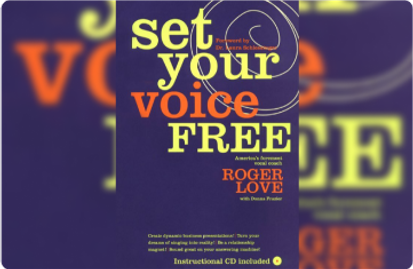 set
Foreword by
Dr. Laura Schlessinger
your
voice
FREE
America's foremost
vocal coach
ROGER
LOVE
with Donna Frazier
Create dynamic business presentations! Turn your
dreams of singing into reality! Be a relationship
magnet! Sound great on your answering machine!
Instructional CD included